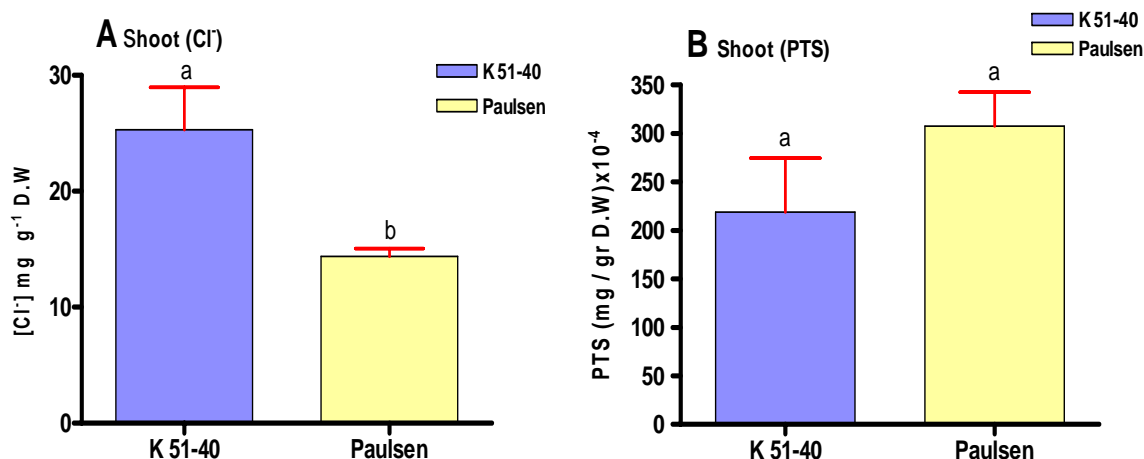 A Shoot (Cl⁻)
K 51-40
Paulsen
[Cl⁻] mg g⁻¹ D.W
30
20
10
0
a
b
K 51-40
Paulsen
B Shoot (PTS)
K 51-40
Paulsen
PTS (mg / gr D.W)x10⁻⁴
350
300
250
200
150
100
50
0
a
a
K 51-40
Paulsen